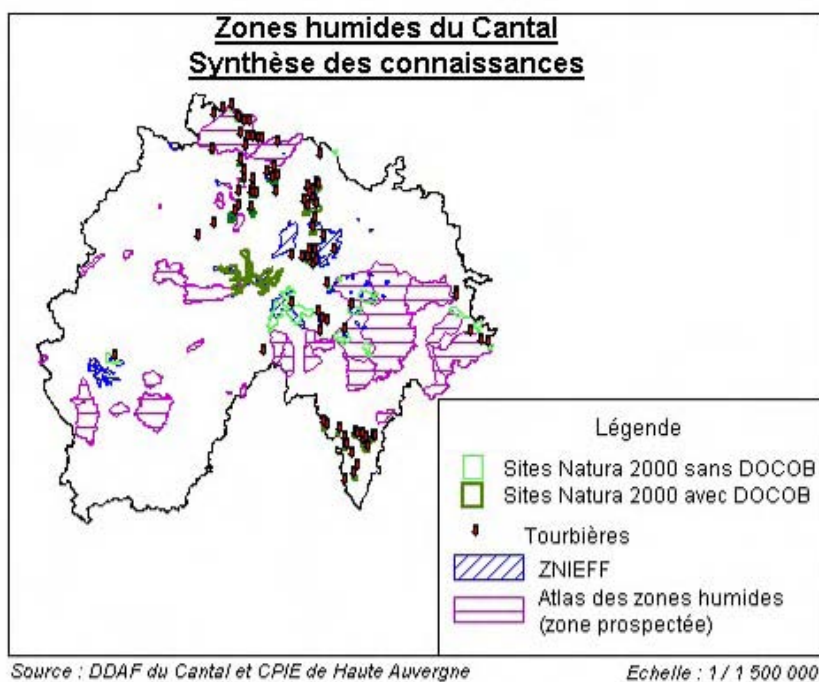 Zones humides du Cantal
Synthèse des connaissances
Légende
Sites Natura 2000 sans DOCOB
Sites Natura 2000 avec DOCOB
Tourbières
ZNIEFF
Atlas des zones humides
(zone prospectée)
Source : DDAF du Cantal et CPIE de Haute Auvergne
Echelle : 1 / 1 500 000